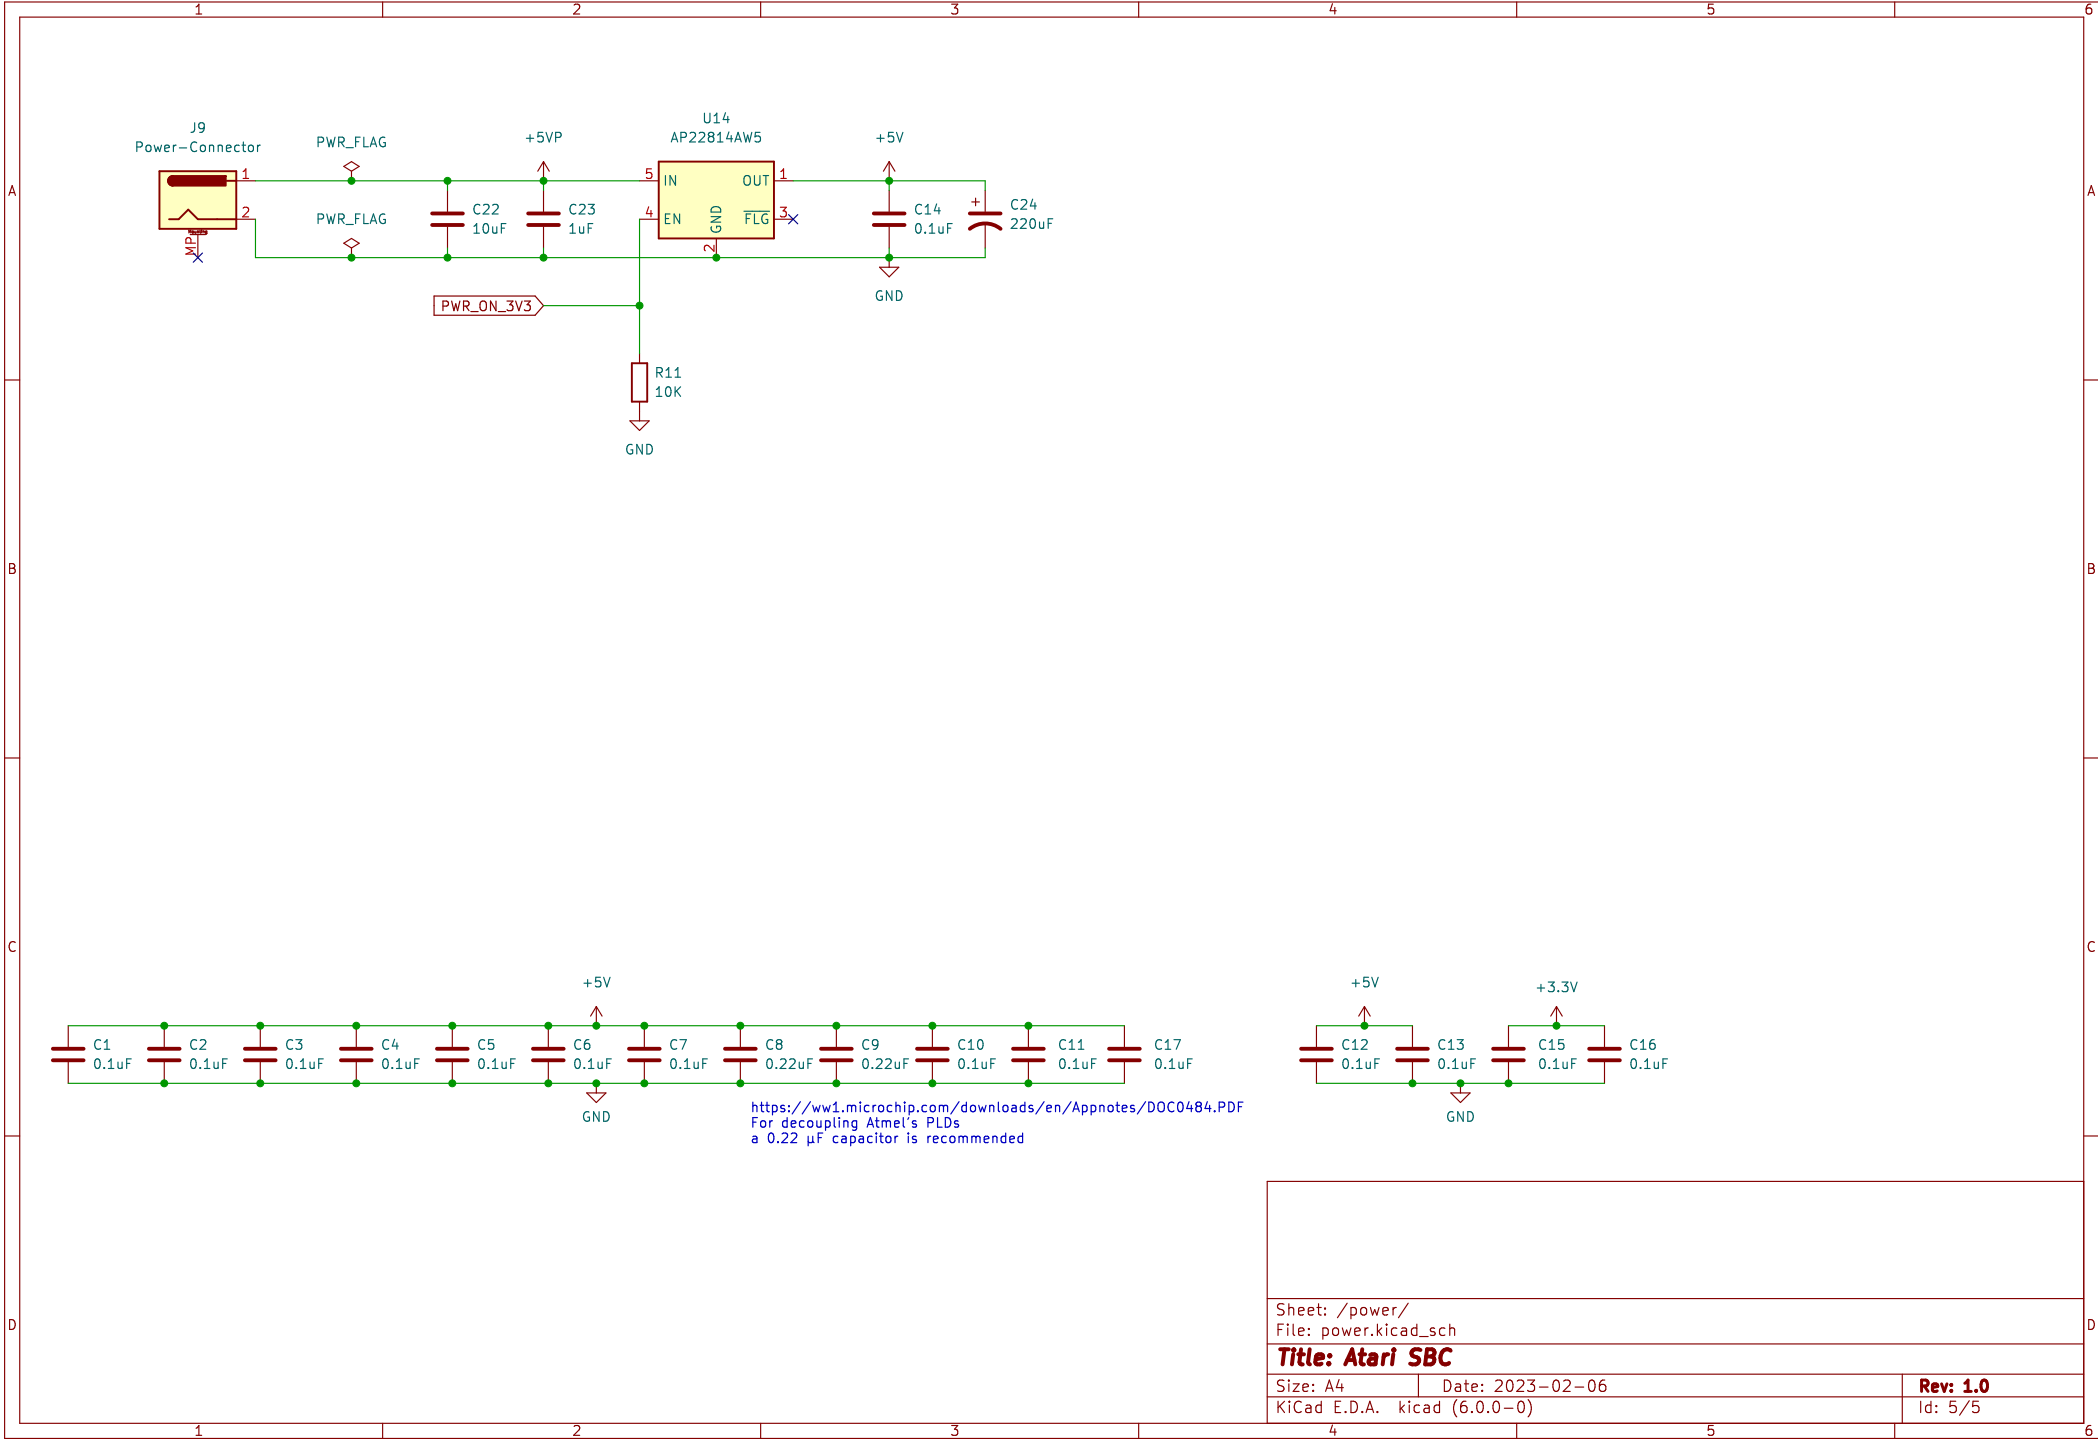 1 2 3 4 5 6
A A
B B
C C
D D
J9
Power-Connector
1
2
MP
PWR_FLAG
PWR_FLAG
+5VP
C22
10uF
C23
1uF
U14
AP22814AW5
5 IN OUT 1
4 EN GND FLG 3
2
+5V
C14
0.1uF
+
C24
220uF
GND
PWR_ON_3V3
R11
10K
GND
+5V
C1
0.1uF
C2
0.1uF
C3
0.1uF
C4
0.1uF
C5
0.1uF
C6
0.1uF
C7
0.1uF
C8
0.22uF
C9
0.22uF
C10
0.1uF
C11
0.1uF
C17
0.1uF
GND
https://ww1.microchip.com/downloads/en/Appnotes/DOC0484.PDF
For decoupling Atmel's PLDs
a 0.22 µF capacitor is recommended
+5V
+3.3V
C12
0.1uF
C13
0.1uF
C15
0.1uF
C16
0.1uF
GND
Sheet: /power/
File: power.kicad_sch
Title: Atari SBC
Size: A4 Date: 2023-02-06 Rev: 1.0
KiCad E.D.A. kicad (6.0.0-0) Id: 5/5
1 2 3 4 5 6